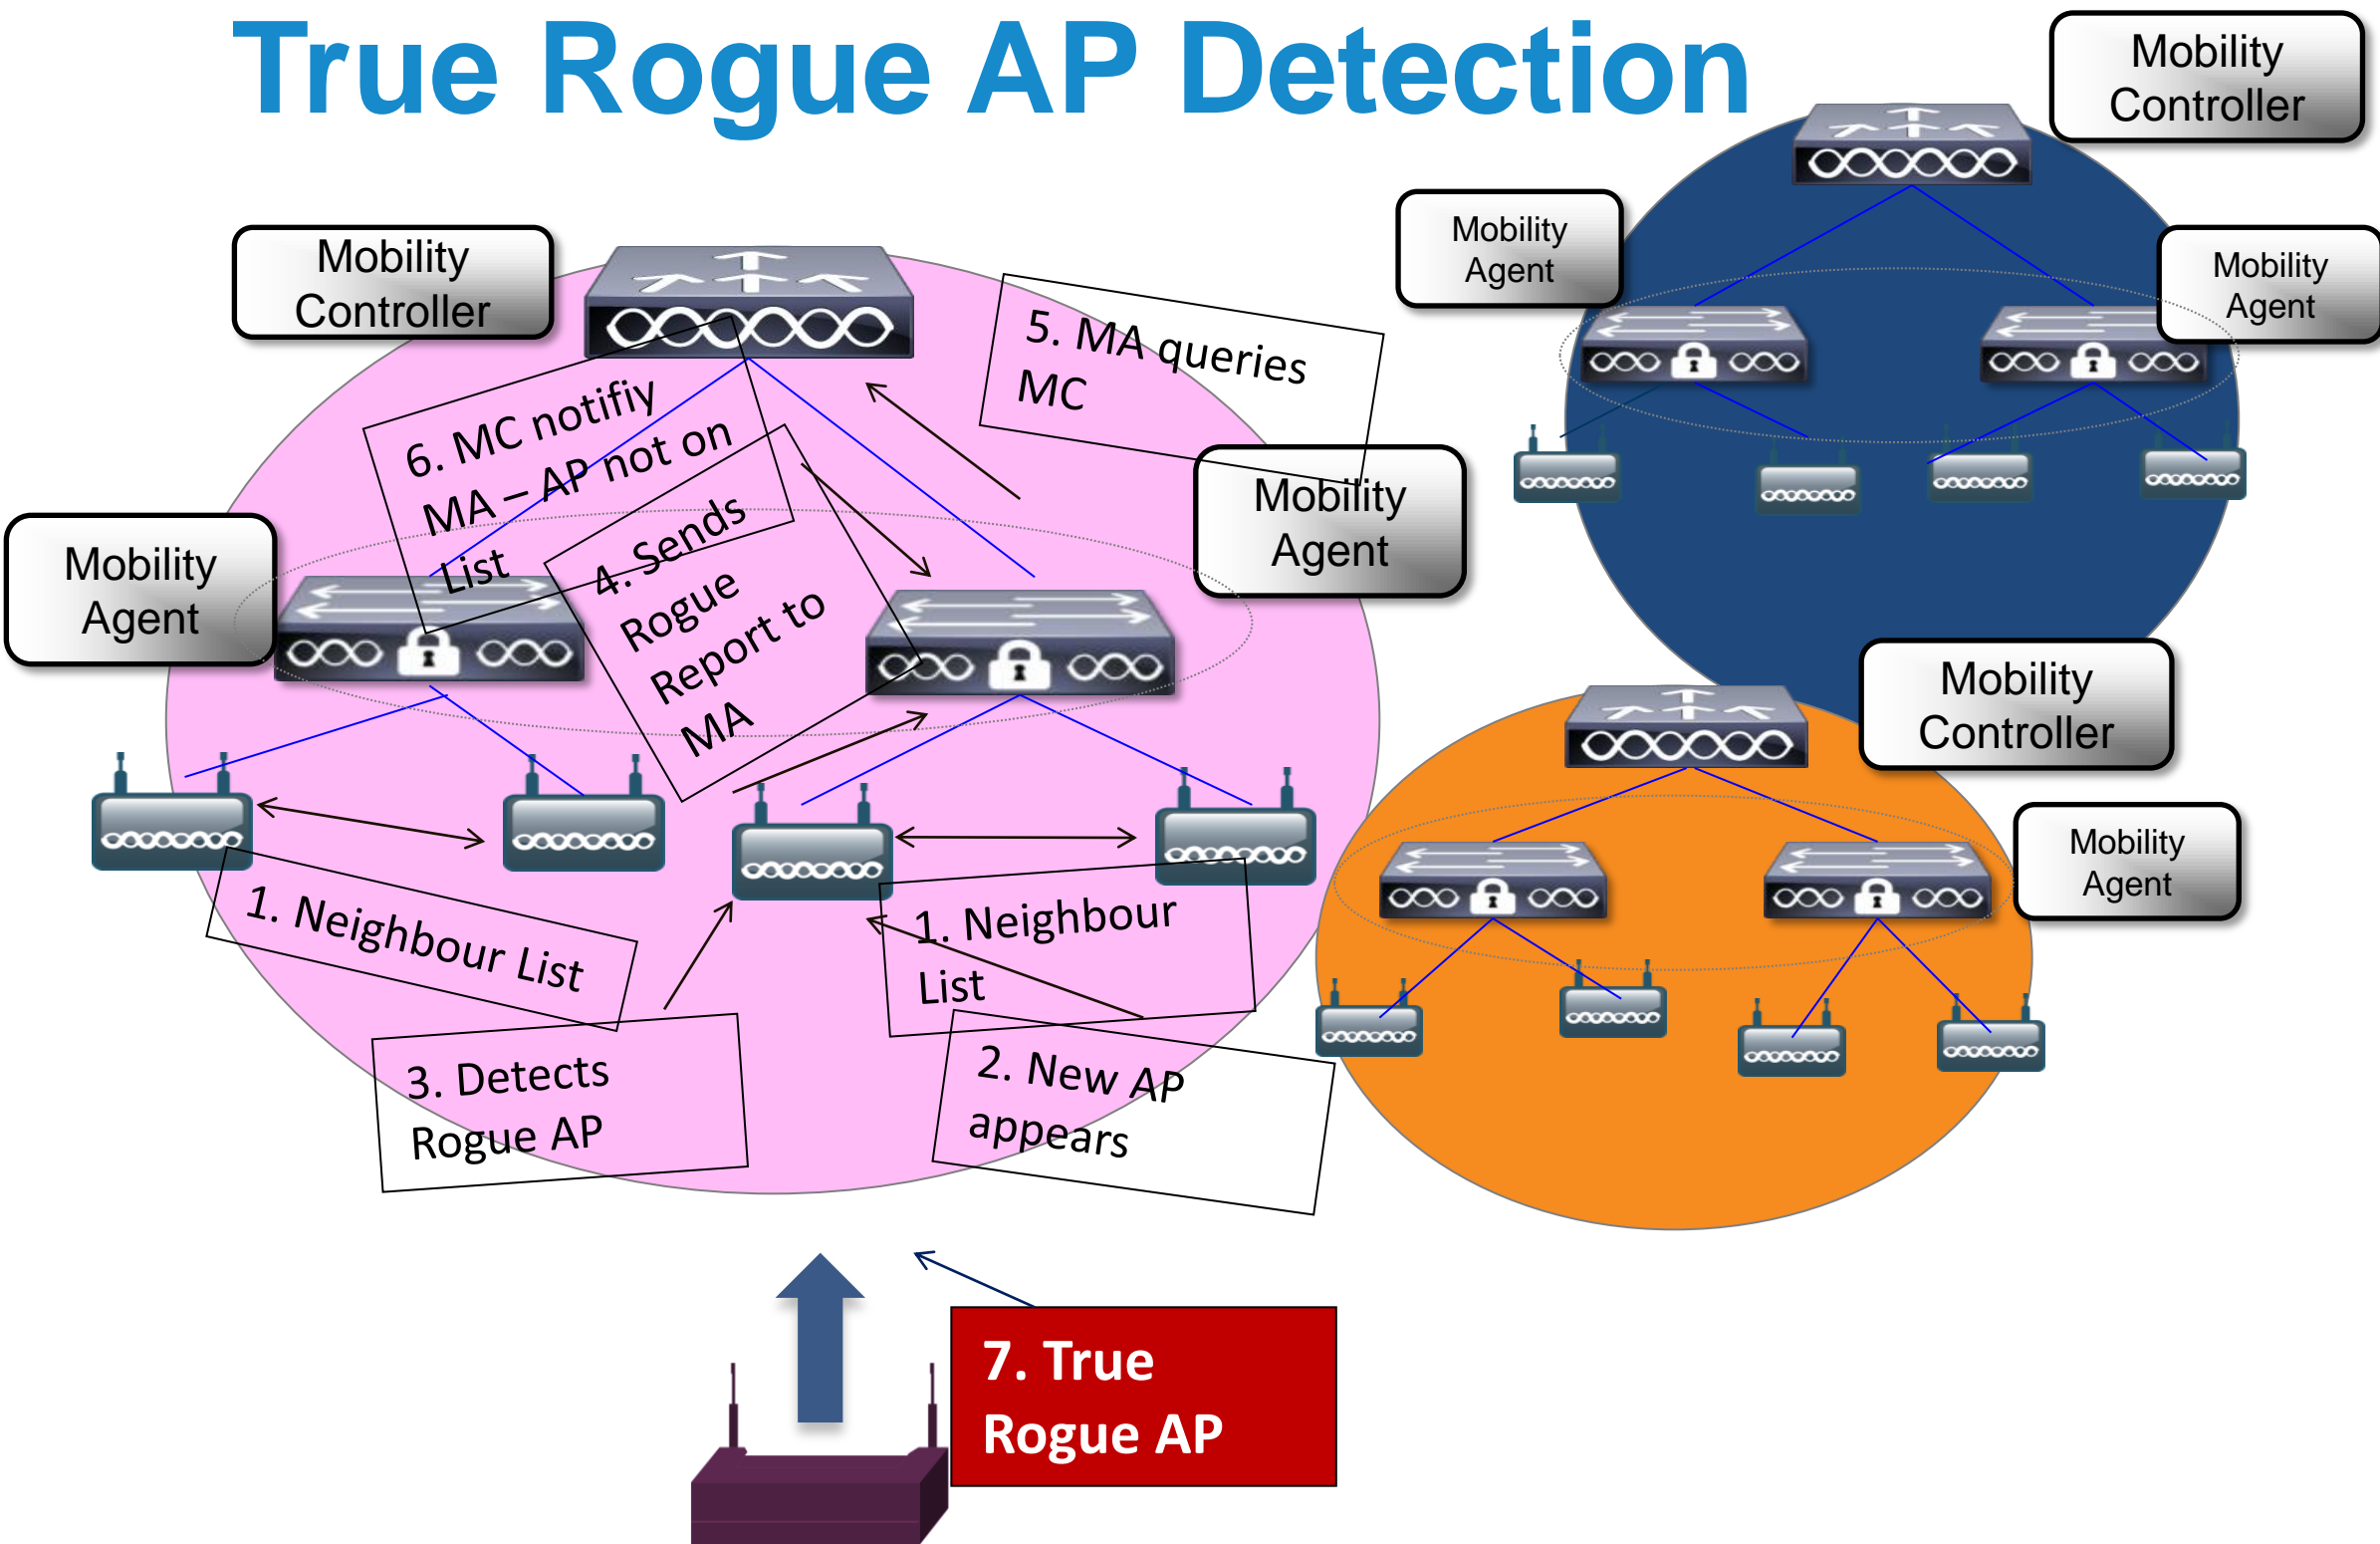 True Rogue AP Detection
Mobility
Controller
Mobility
Agent
Mobility
Agent
Mobility
Controller
5. MA queries
MC
6. MC notifiy
MA – AP not on
List
Mobility
Agent
4. Sends
Rogue
Report to
MA
Mobility
Agent
Mobility
Controller
Mobility
Agent
1. Neighbour List
1. Neighbour
List
3. Detects
Rogue AP
2. New AP
appears
7. True
Rogue AP